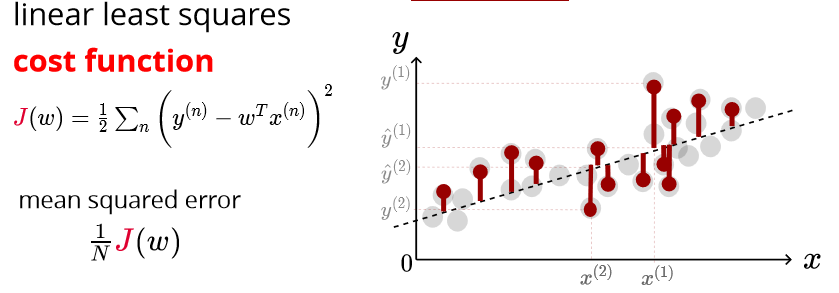 linear least squares
cost function
J(w) = 1/2 ∑ₙ (y⁽ⁿ⁾ − wᵀx⁽ⁿ⁾)²
mean squared error
1/N J(w)
y
y⁽¹⁾
ŷ⁽¹⁾
ŷ⁽²⁾
y⁽²⁾
0
x⁽²⁾ x⁽¹⁾
x